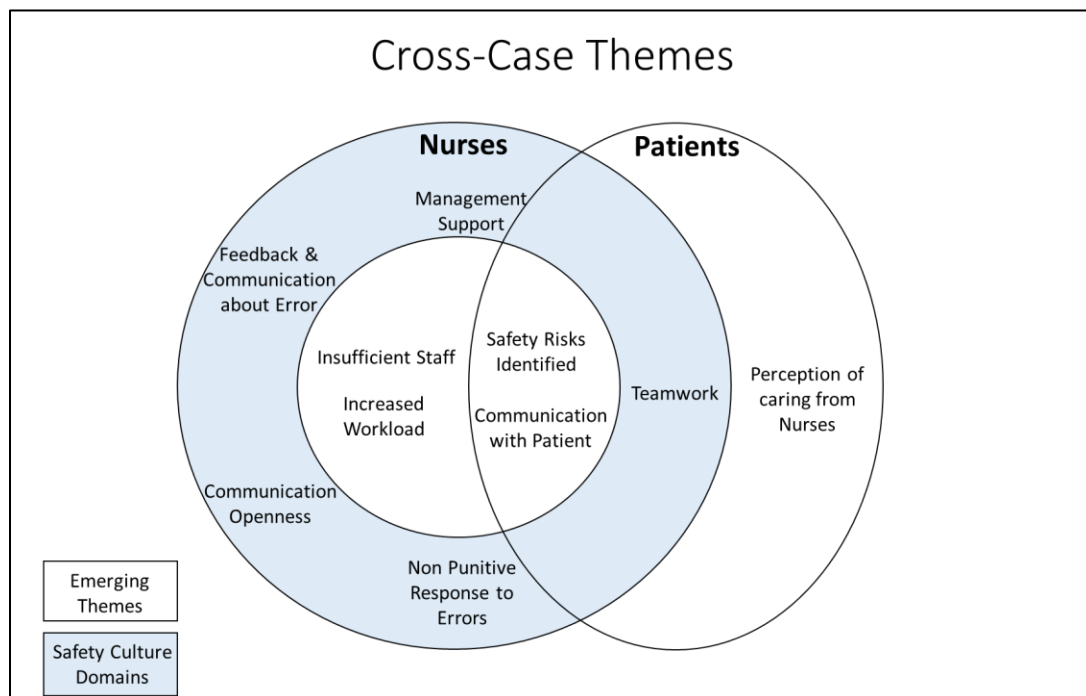 Cross-Case Themes
Nurses
Patients
Management
Support
Feedback &
Communication
about Error
Insufficient Staff
Increased
Workload
Safety Risks
Identified
Communication
with Patient
Teamwork
Perception of
caring from
Nurses
Communication
Openness
Non Punitive
Response to
Errors
Emerging
Themes
Safety Culture
Domains